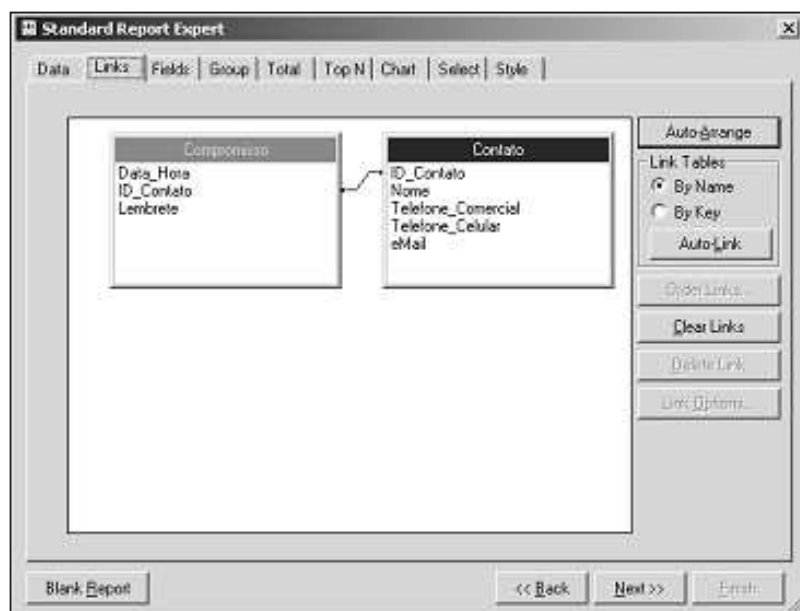 Standard Report Expert
Data Links Fields Group Total Top N Chart Select Style
Compromisso
Data_Hora
ID_Contato
Lembrete
Contato
ID_Contato
Nome
Telefone_Comercial
Telefone_Celular
eMail
Auto-Arrange
Link Tables
By Name
By Key
Auto-Link
Order Links...
Clear Links
Delete Link
Link Options...
Blank Report
<< Back
Next >>
Finish